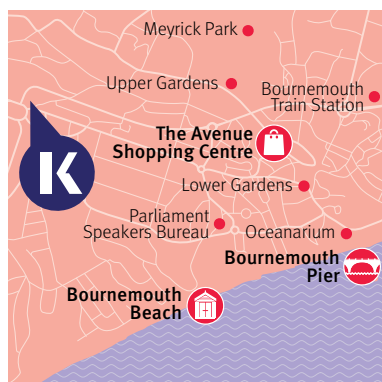 Meyrick Park
Upper Gardens
Bournemouth
Train Station
The Avenue
Shopping Centre
K
Lower Gardens
Parliament
Speakers Bureau
Oceanarium
Bournemouth
Pier
Bournemouth
Beach